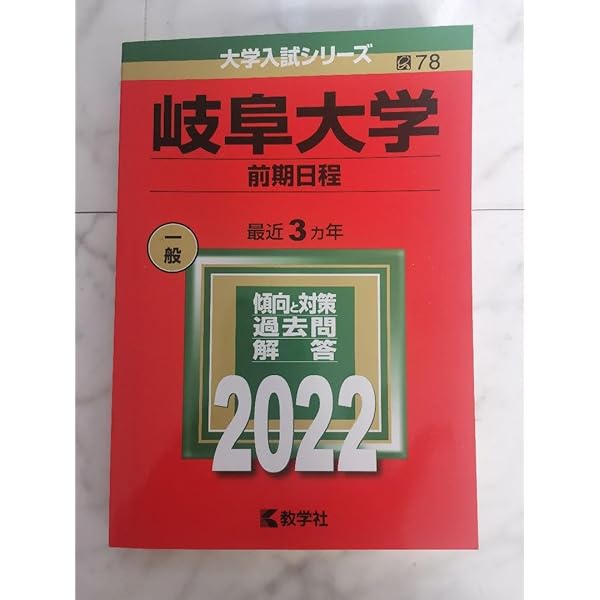 大学入試シリーズ
78
岐阜大学
前期日程
最近3ヵ年
一般
傾向と対策
過去問
解答
2022
教学社